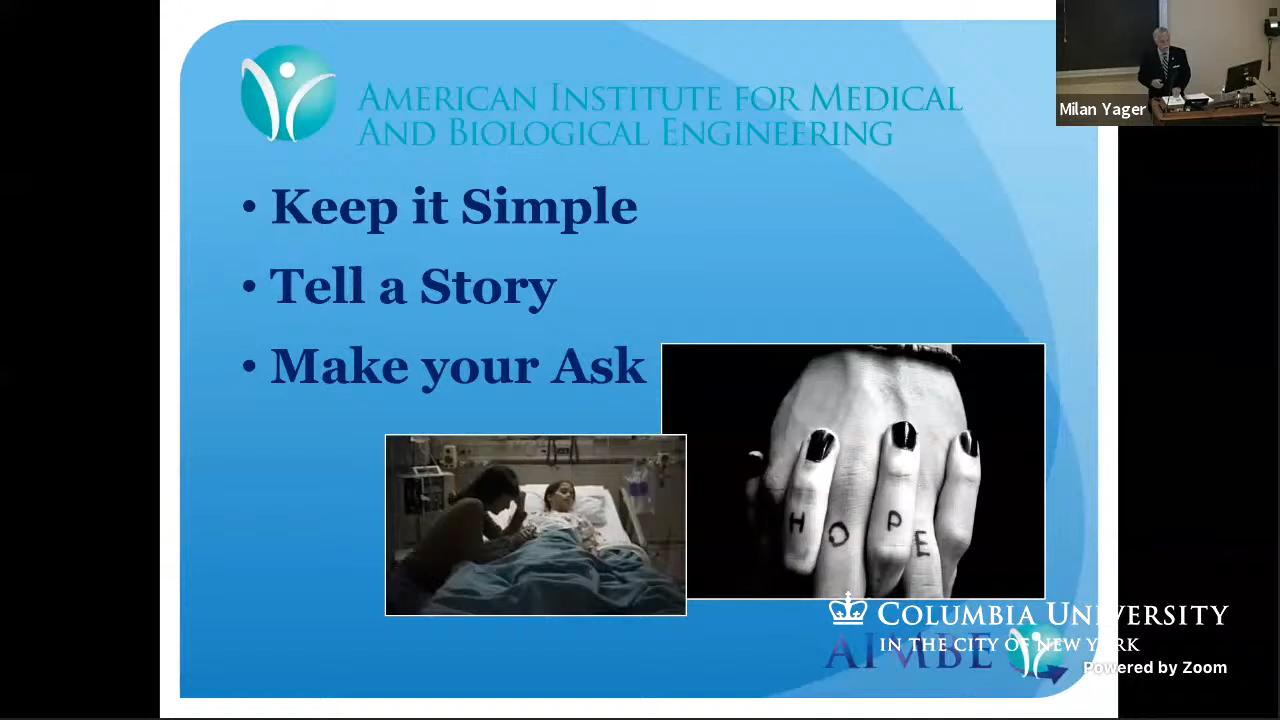 AMERICAN INSTITUTE FOR MEDICAL
AND BIOLOGICAL ENGINEERING
Milan Yager
• Keep it Simple
• Tell a Story
• Make your Ask
HOPE
COLUMBIA UNIVERSITY
IN THE CITY OF NEW YORK
AIMBE
Powered by Zoom